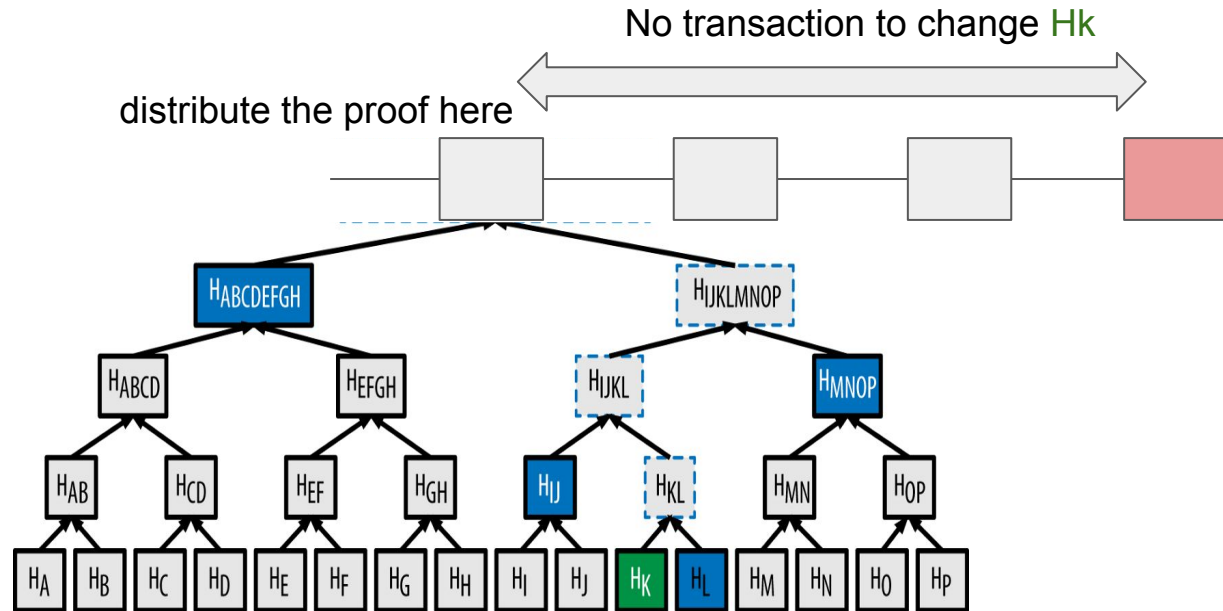 No transaction to change Hk
distribute the proof here
HABCDEFGH HIJKLMNOP
HABCD HEFGH HIJKL HMNOP
HAB HCD HEF HGH HIJ HKL HMN HOP
HA HB HC HD HE HF HG HH HI HJ HK HL HM HN HO HP